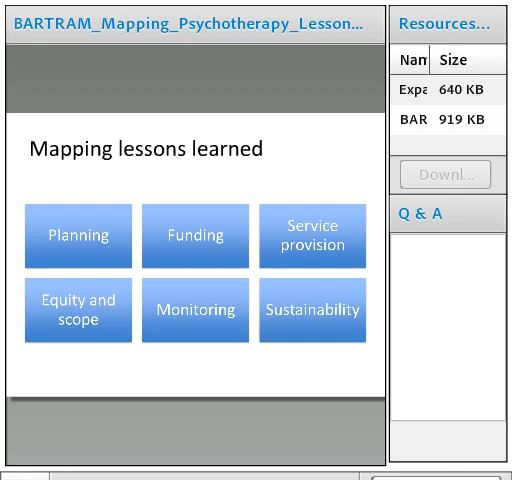 BARTRAM_Mapping_Psychotherapy_Lesson...
Mapping lessons learned
Planning
Funding
Service
provision
Equity and
scope
Monitoring
Sustainability
Resources...
Nam Size
Expa 640 KB
BAR 919 KB
Downl...
Q & A